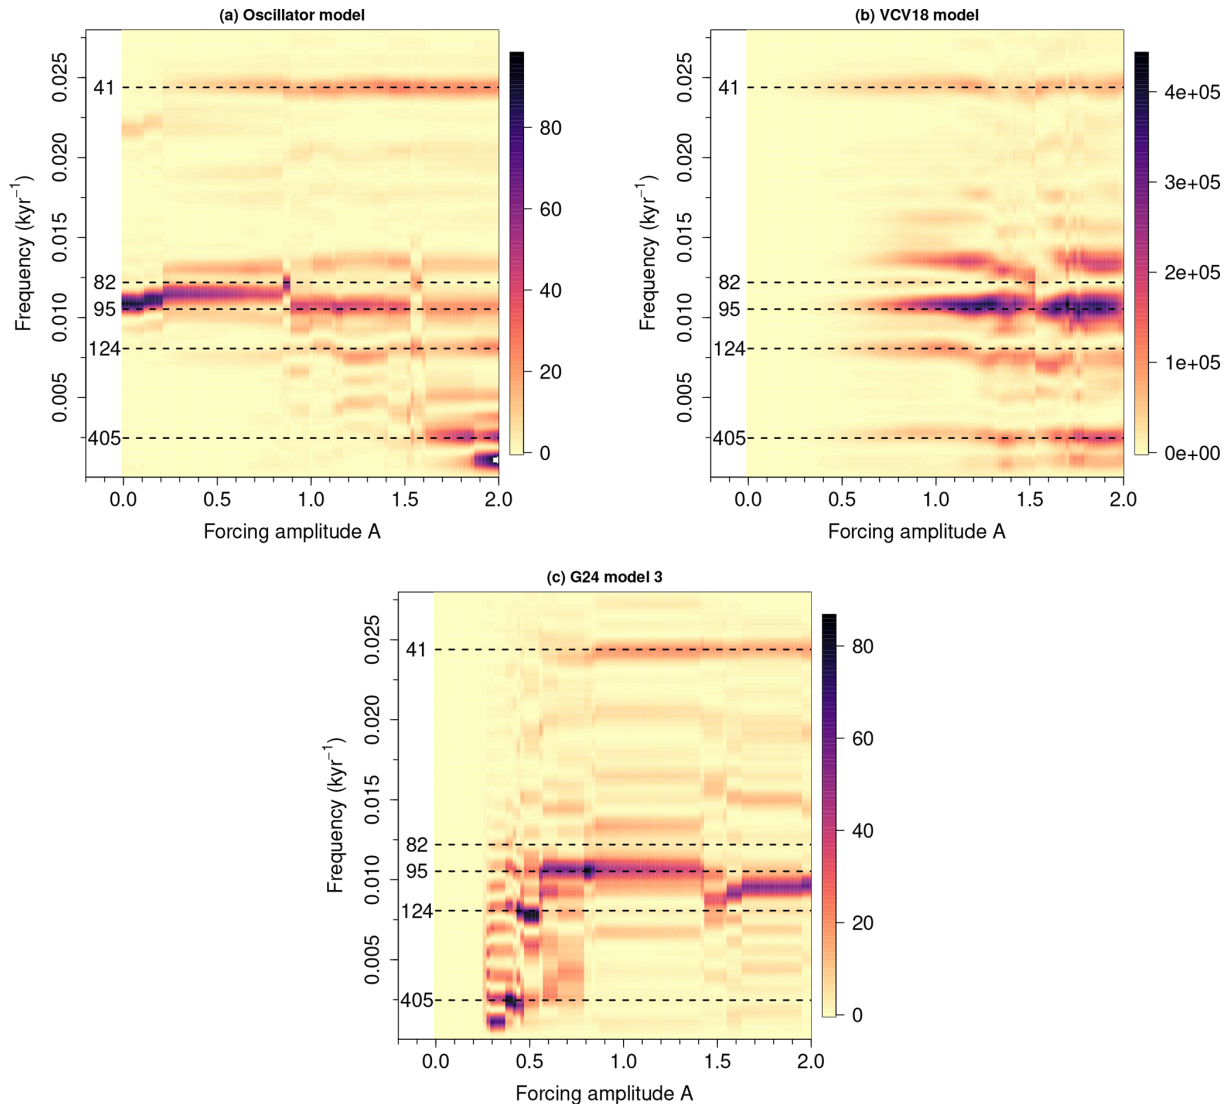 (a) Oscillator model
Frequency (kyr⁻¹)
0.005 0.010 0.015 0.020 0.025
41
82
95
124
405
0.0 0.5 1.0 1.5 2.0
Forcing amplitude A
80
60
40
20
0
(b) VCV18 model
Frequency (kyr⁻¹)
0.005 0.010 0.015 0.020 0.025
41
82
95
124
405
0.0 0.5 1.0 1.5 2.0
Forcing amplitude A
4e+05
3e+05
2e+05
1e+05
0e+00
(c) G24 model 3
Frequency (kyr⁻¹)
0.005 0.010 0.015 0.020 0.025
41
82
95
124
405
0.0 0.5 1.0 1.5 2.0
Forcing amplitude A
80
60
40
20
0